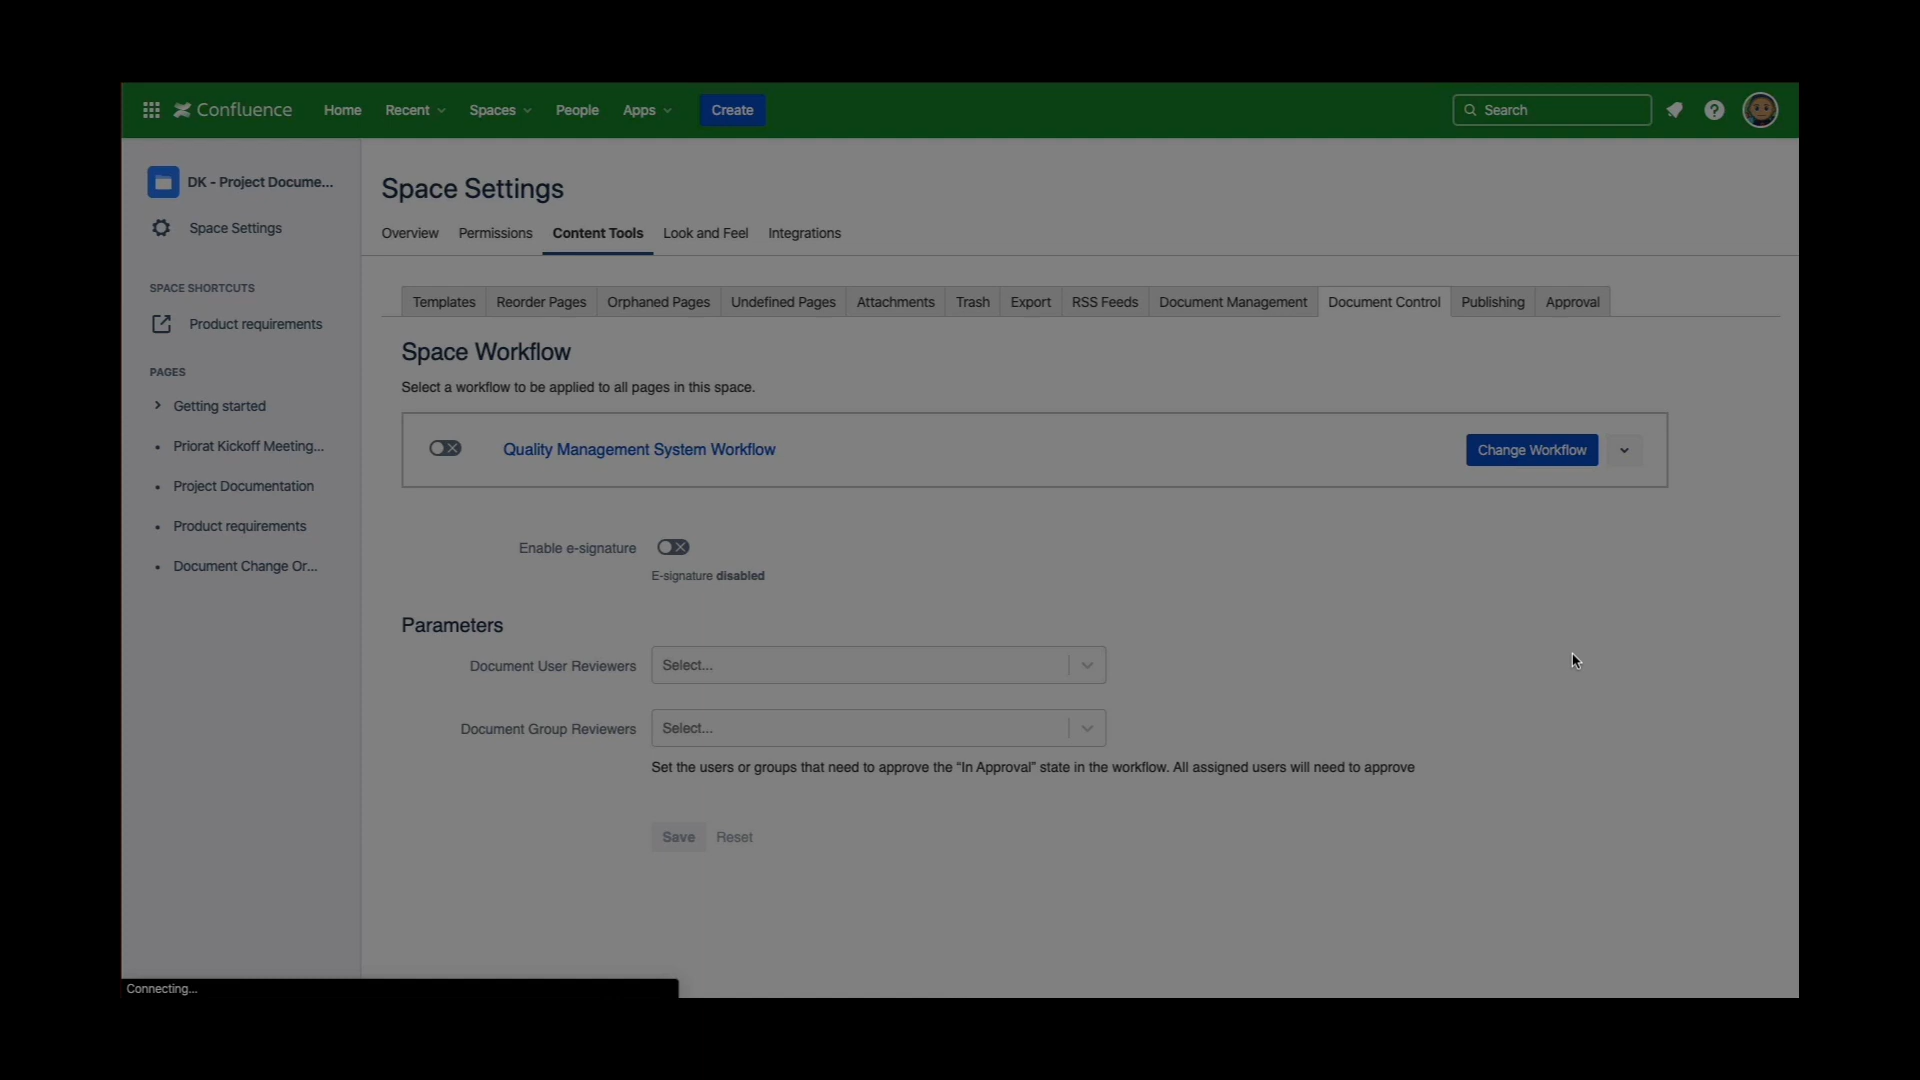 Confluence Home Recent Spaces People Apps Create Search
DK - Project Docume...
Space Settings
SPACE SHORTCUTS
Product requirements
PAGES
Getting started
Priorat Kickoff Meeting...
Project Documentation
Product requirements
Document Change Or...
Space Settings
Overview Permissions Content Tools Look and Feel Integrations
Templates Reorder Pages Orphaned Pages Undefined Pages Attachments Trash Export RSS Feeds Document Management Document Control Publishing Approval
Space Workflow
Select a workflow to be applied to all pages in this space.
Quality Management System Workflow Change Workflow
Enable e-signature
E-signature disabled
Parameters
Document User Reviewers Select...
Document Group Reviewers Select...
Set the users or groups that need to approve the “In Approval” state in the workflow. All assigned users will need to approve
Save Reset
Connecting...